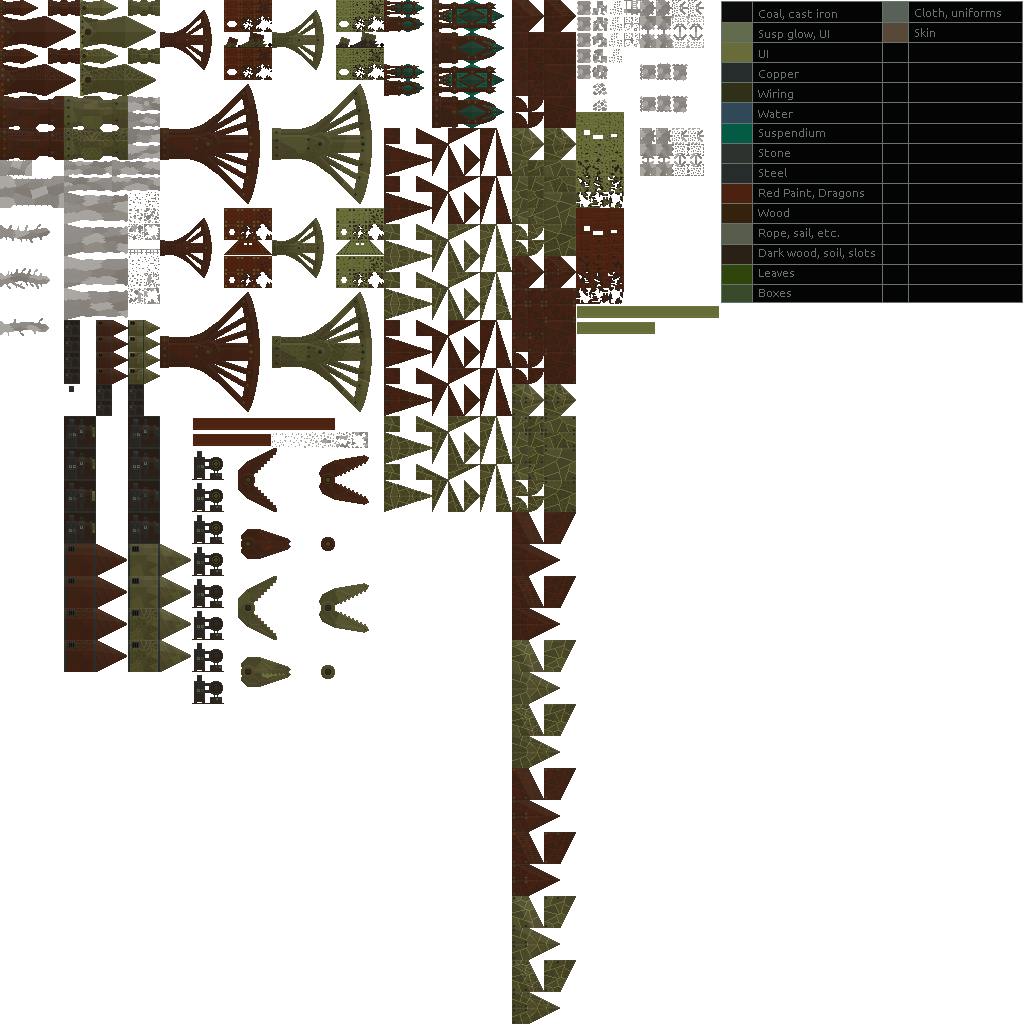 Coal, cast iron
Susp glow, UI
UI
Copper
Wiring
Water
Suspendium
Stone
Steel
Red Paint, Dragons
Wood
Rope, sail, etc.
Dark wood, soil, slots
Leaves
Boxes
Cloth, uniforms
Skin